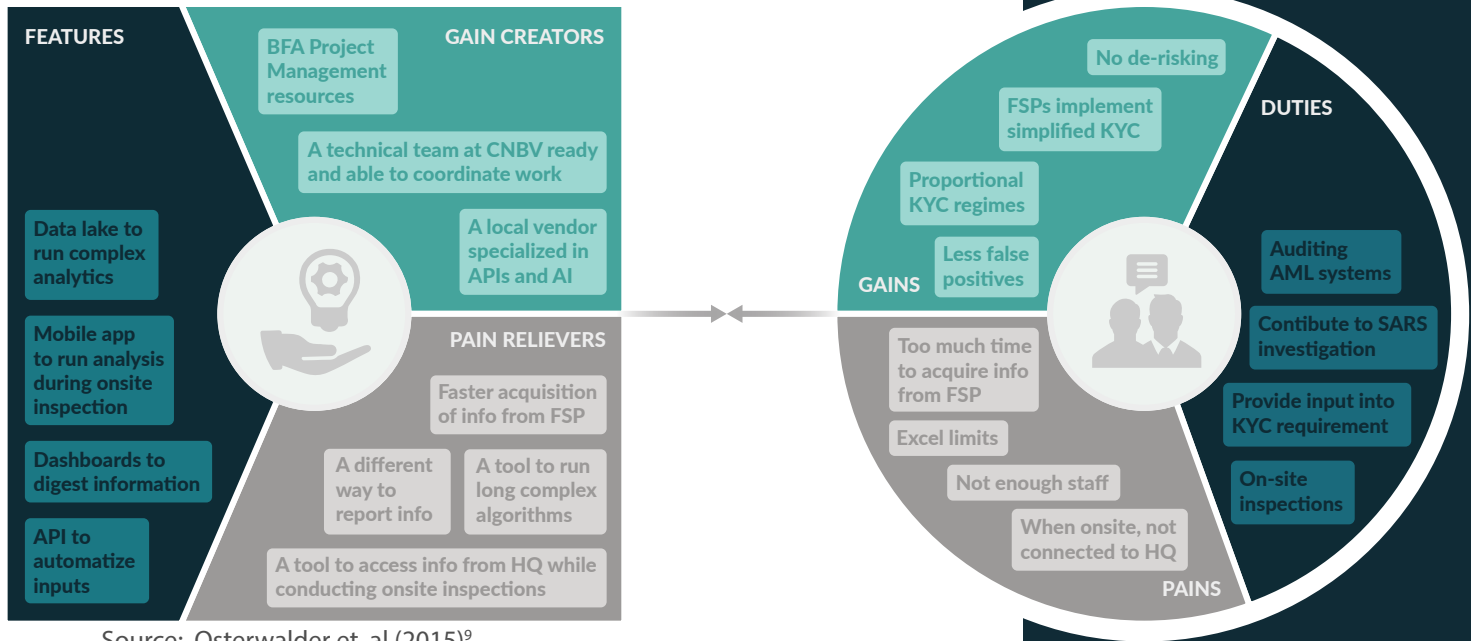 FEATURES
Data lake to
run complex
analytics
Mobile app
to run analysis
during onsite
inspection
Dashboards to
digest information
API to
automatize
inputs
GAIN CREATORS
BFA Project
Management
resources
A technical team at CNBV ready
and able to coordinate work
A local vendor
specialized in
APIs and AI
PAIN RELIEVERS
Faster acquisition
of info from FSP
A different
way to
report info
A tool to run
long complex
algorithms
A tool to access info from HQ while
conducting onsite inspections
No de-risking
FSPs implement
simplified KYC
Proportional
KYC regimes
Less false
positives
GAINS
Too much time
to acquire info
from FSP
Excel limits
Not enough staff
When onsite, not
connected to HQ
PAINS
DUTIES
Auditing
AML systems
Contibute to SARS
investigation
Provide input into
KYC requirement
On-site
inspections
Source: Osterwalder et. al (2015)⁹